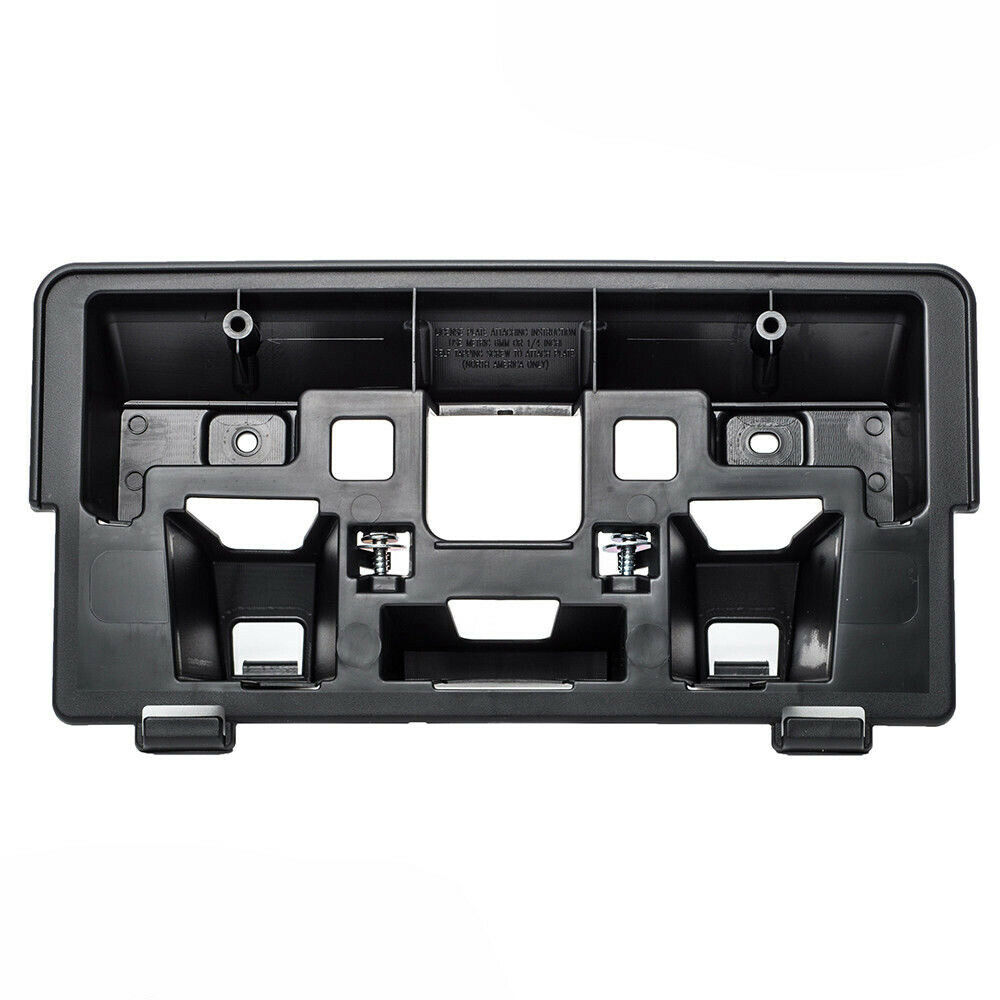 LICENSE PLATE ATTACHING INSTRUCTION
USE METRIC 6MM OR 1/4 INCH
SELF TAPPING SCREW TO ATTACH PLATE
(NORTH AMERICA ONLY)